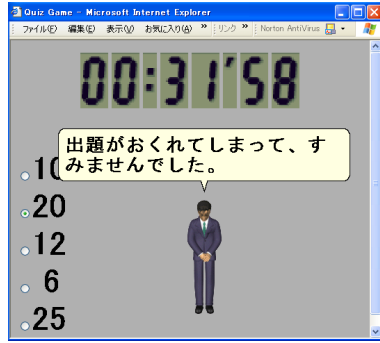 Quiz Game - Microsoft Internet Explorer
ファイル(F) 編集(E) 表示(V) お気に入り(A) » リンク » Norton AntiVirus
00:31'58
出題がおくれてしまって、す
みませんでした。
10
20
12
6
25